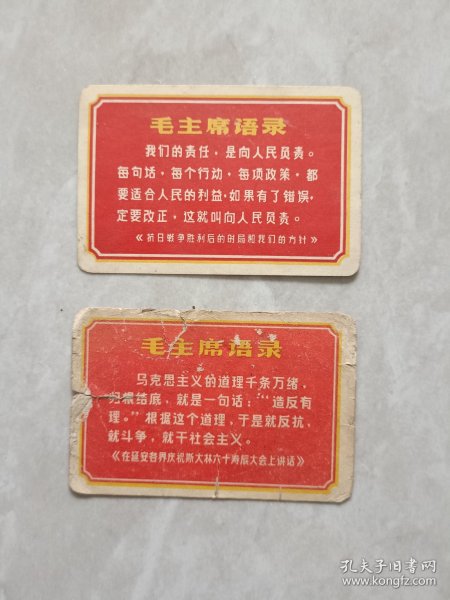 毛主席语录
我们的责任，是向人民负责。
每句话，每个行动，每项政策，都
要适合人民的利益，如果有了错误，
定要改正，这就叫向人民负责。
《抗日战争胜利后的时局和我们的方针》
毛主席语录
马克思主义的道理千条万绪，
归根结底，就是一句话：“造反有
理。”根据这个道理，于是就反抗，
就斗争，就干社会主义。
《在延安各界庆祝斯大林六十寿辰大会上讲话》
孔夫子旧书网
www.kongfz.com